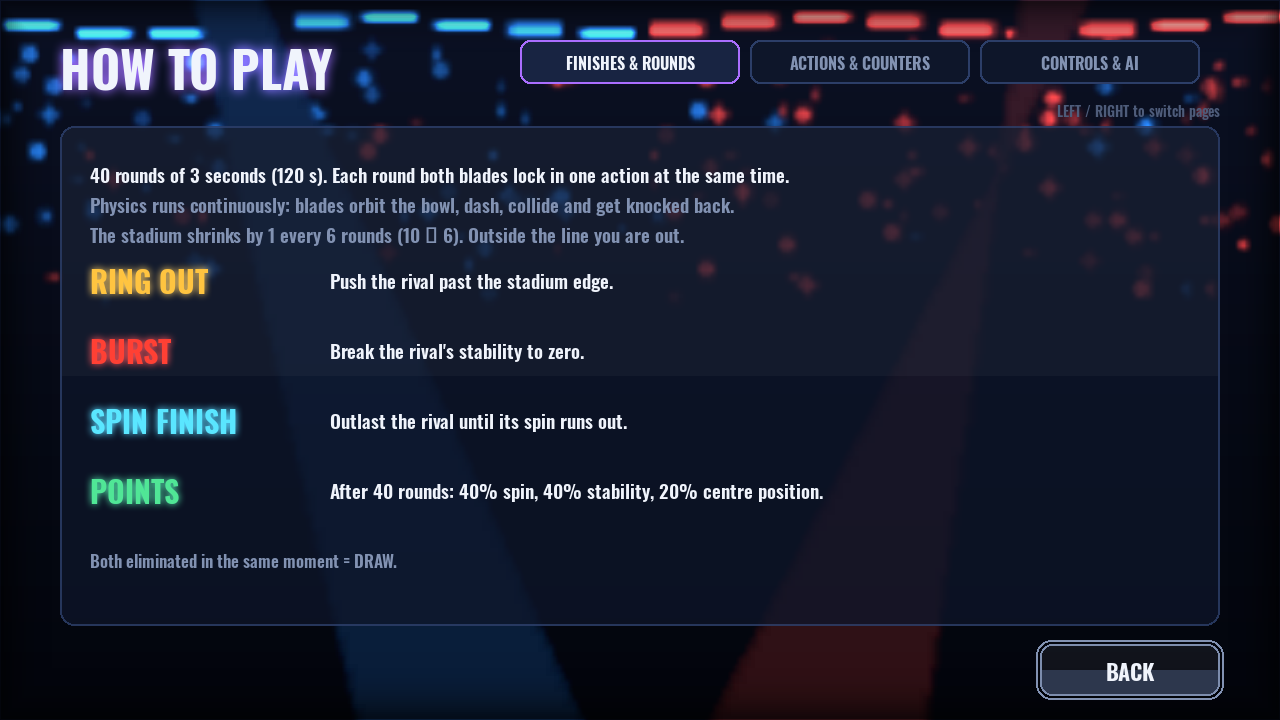 HOW TO PLAY
FINISHES & ROUNDS
ACTIONS & COUNTERS
CONTROLS & AI
LEFT / RIGHT to switch pages
40 rounds of 3 seconds (120 s). Each round both blades lock in one action at the same time.
Physics runs continuously: blades orbit the bowl, dash, collide and get knocked back.
The stadium shrinks by 1 every 6 rounds (10 ▯ 6). Outside the line you are out.
RING OUT
Push the rival past the stadium edge.
BURST
Break the rival's stability to zero.
SPIN FINISH
Outlast the rival until its spin runs out.
POINTS
After 40 rounds: 40% spin, 40% stability, 20% centre position.
Both eliminated in the same moment = DRAW.
BACK